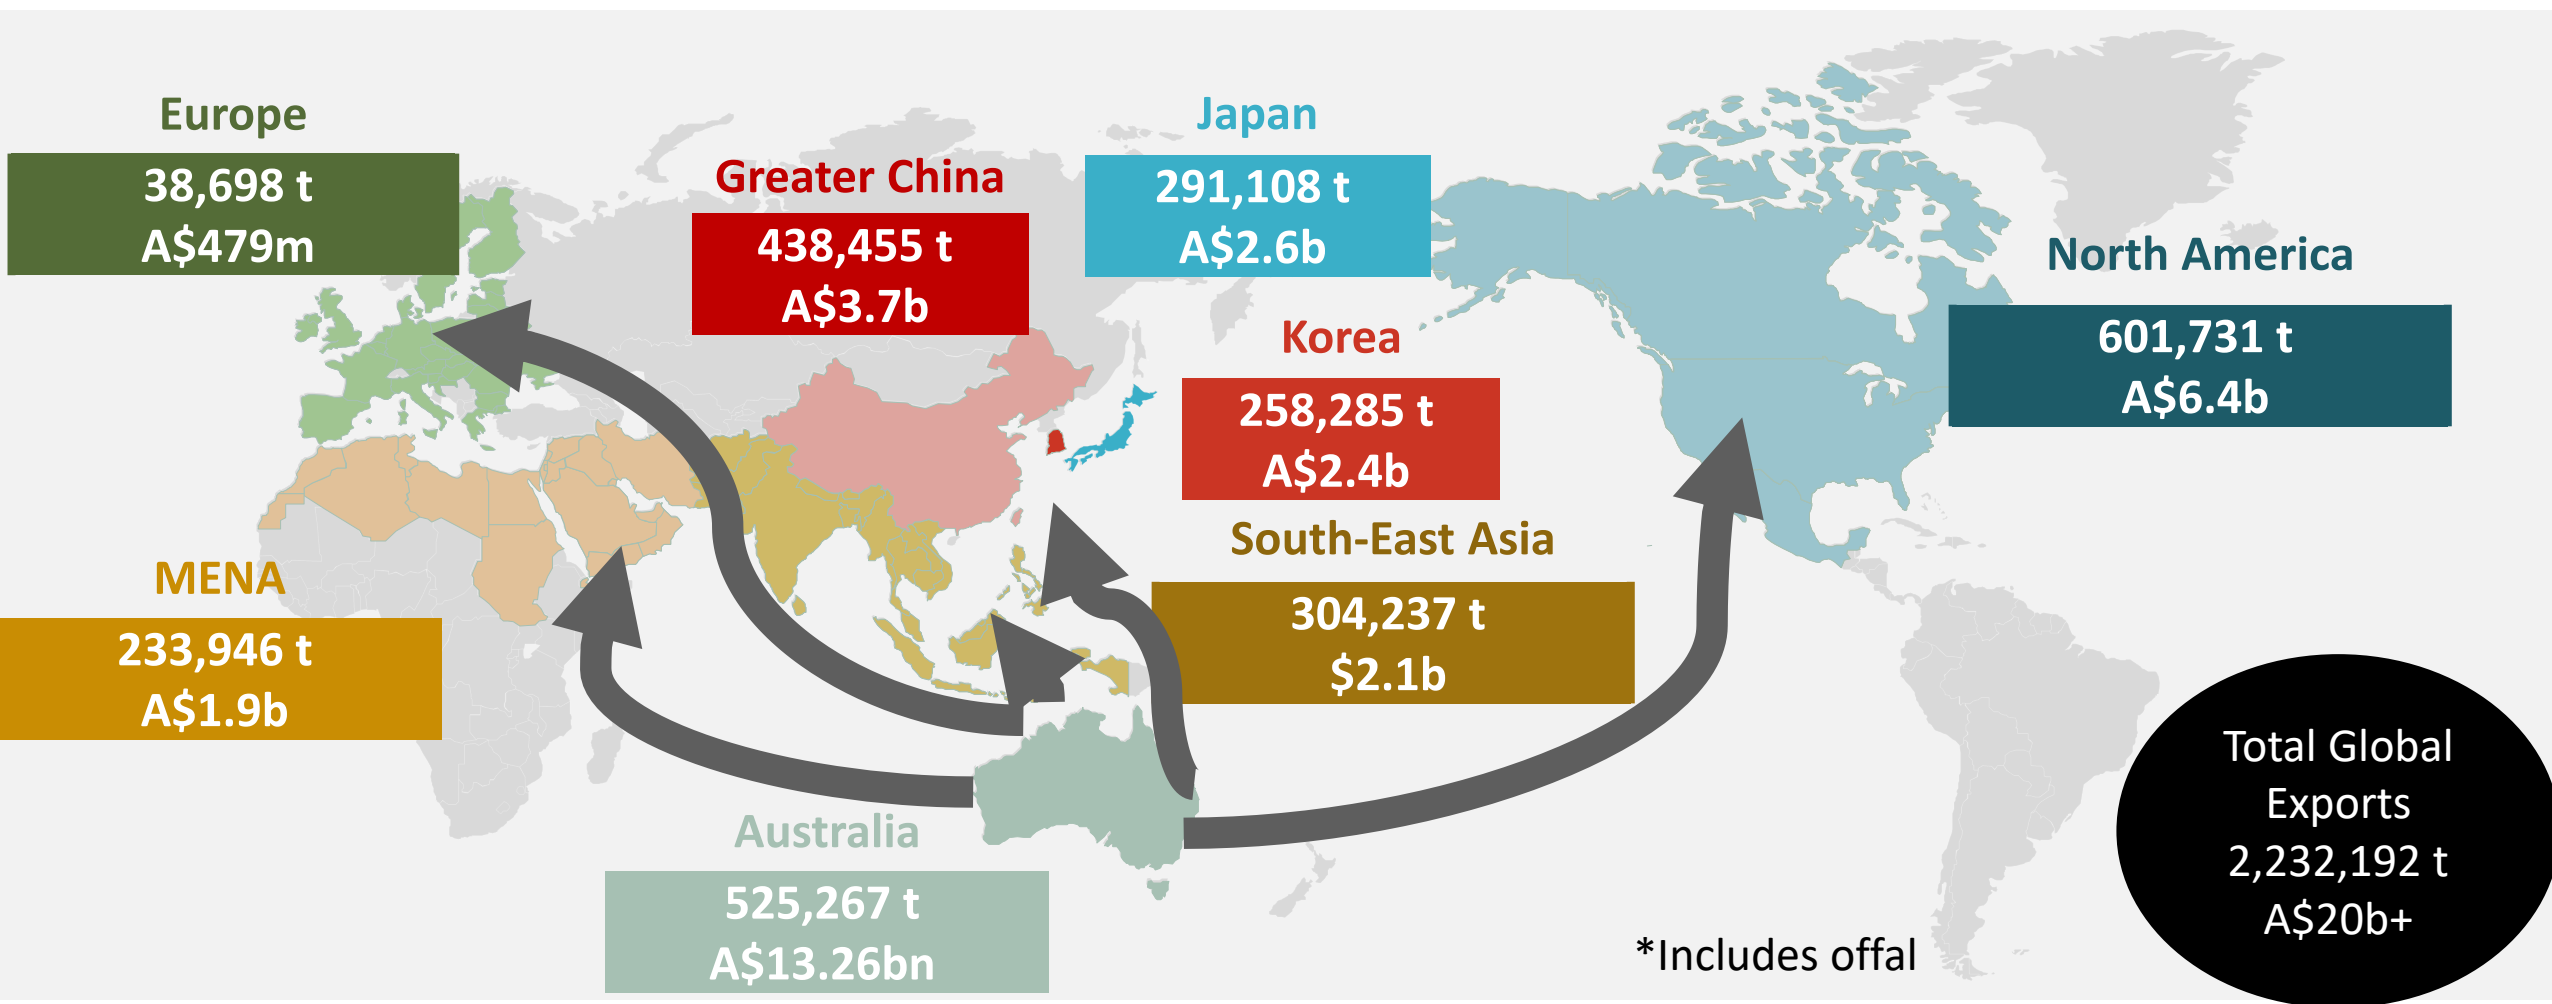 Europe
38,698 t
A$479m
Greater China
438,455 t
A$3.7b
Japan
291,108 t
A$2.6b
North America
601,731 t
A$6.4b
Korea
258,285 t
A$2.4b
South-East Asia
304,237 t
$2.1b
MENA
233,946 t
A$1.9b
Australia
525,267 t
A$13.26bn
*Includes offal
Total Global
Exports
2,232,192 t
A$20b+